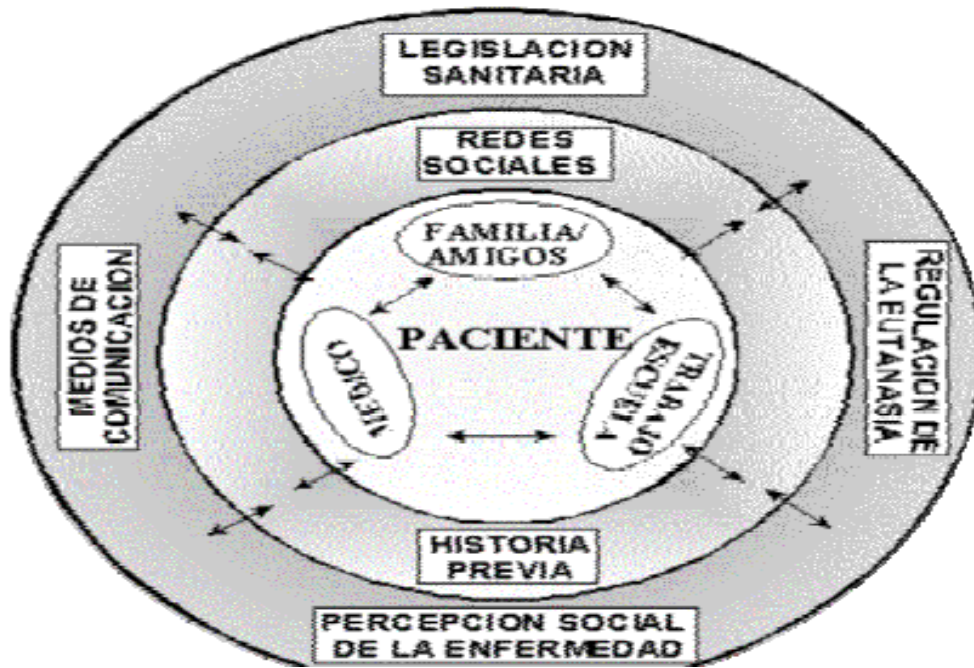 LEGISLACION
SANITARIA
REDES
SOCIALES
FAMILIA/
AMIGOS
MEDIOS DE
COMUNICACION
PACIENTE
MEDICO
TRABAJO
ESCUELA
REGULACION DE
LA EUTANASIA
HISTORIA
PREVIA
PERCEPCION SOCIAL
DE LA ENFERMEDAD